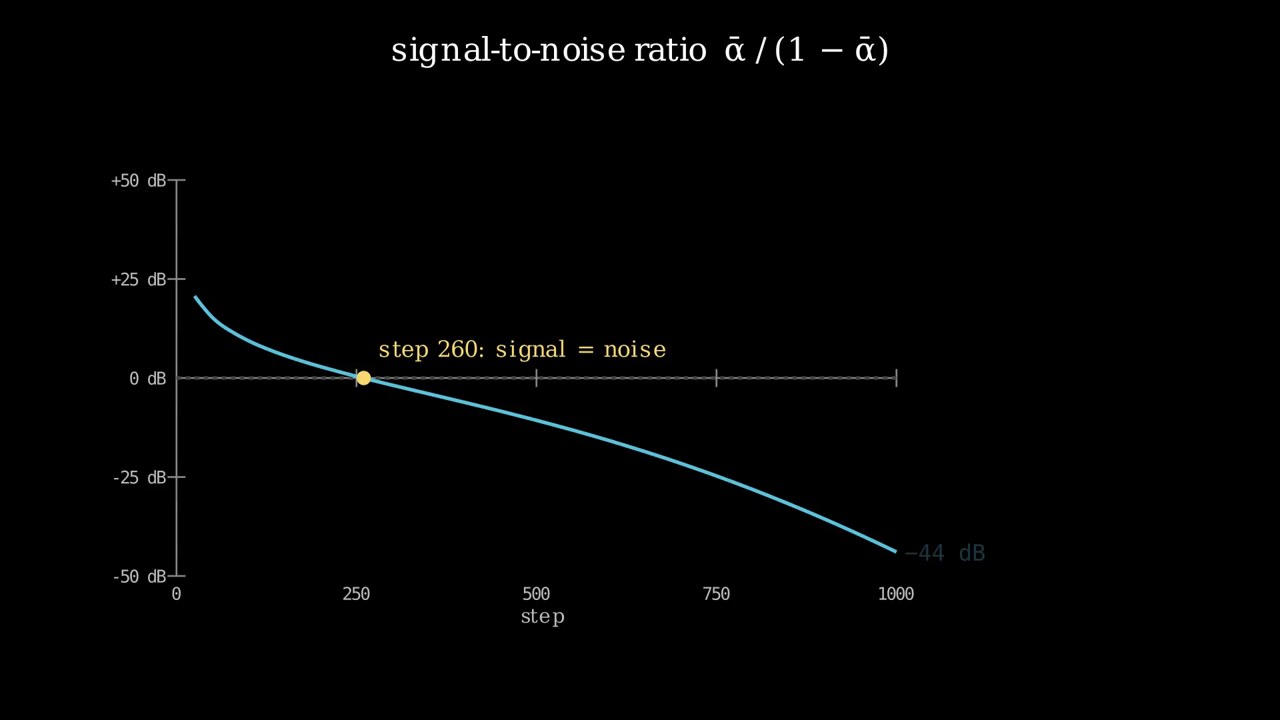 signal-to-noise ratio ᾱ / (1 − ᾱ)
+50 dB
+25 dB
step 260: signal = noise
0 dB
-25 dB
−44 dB
-50 dB
0 250 500 750 1000
step